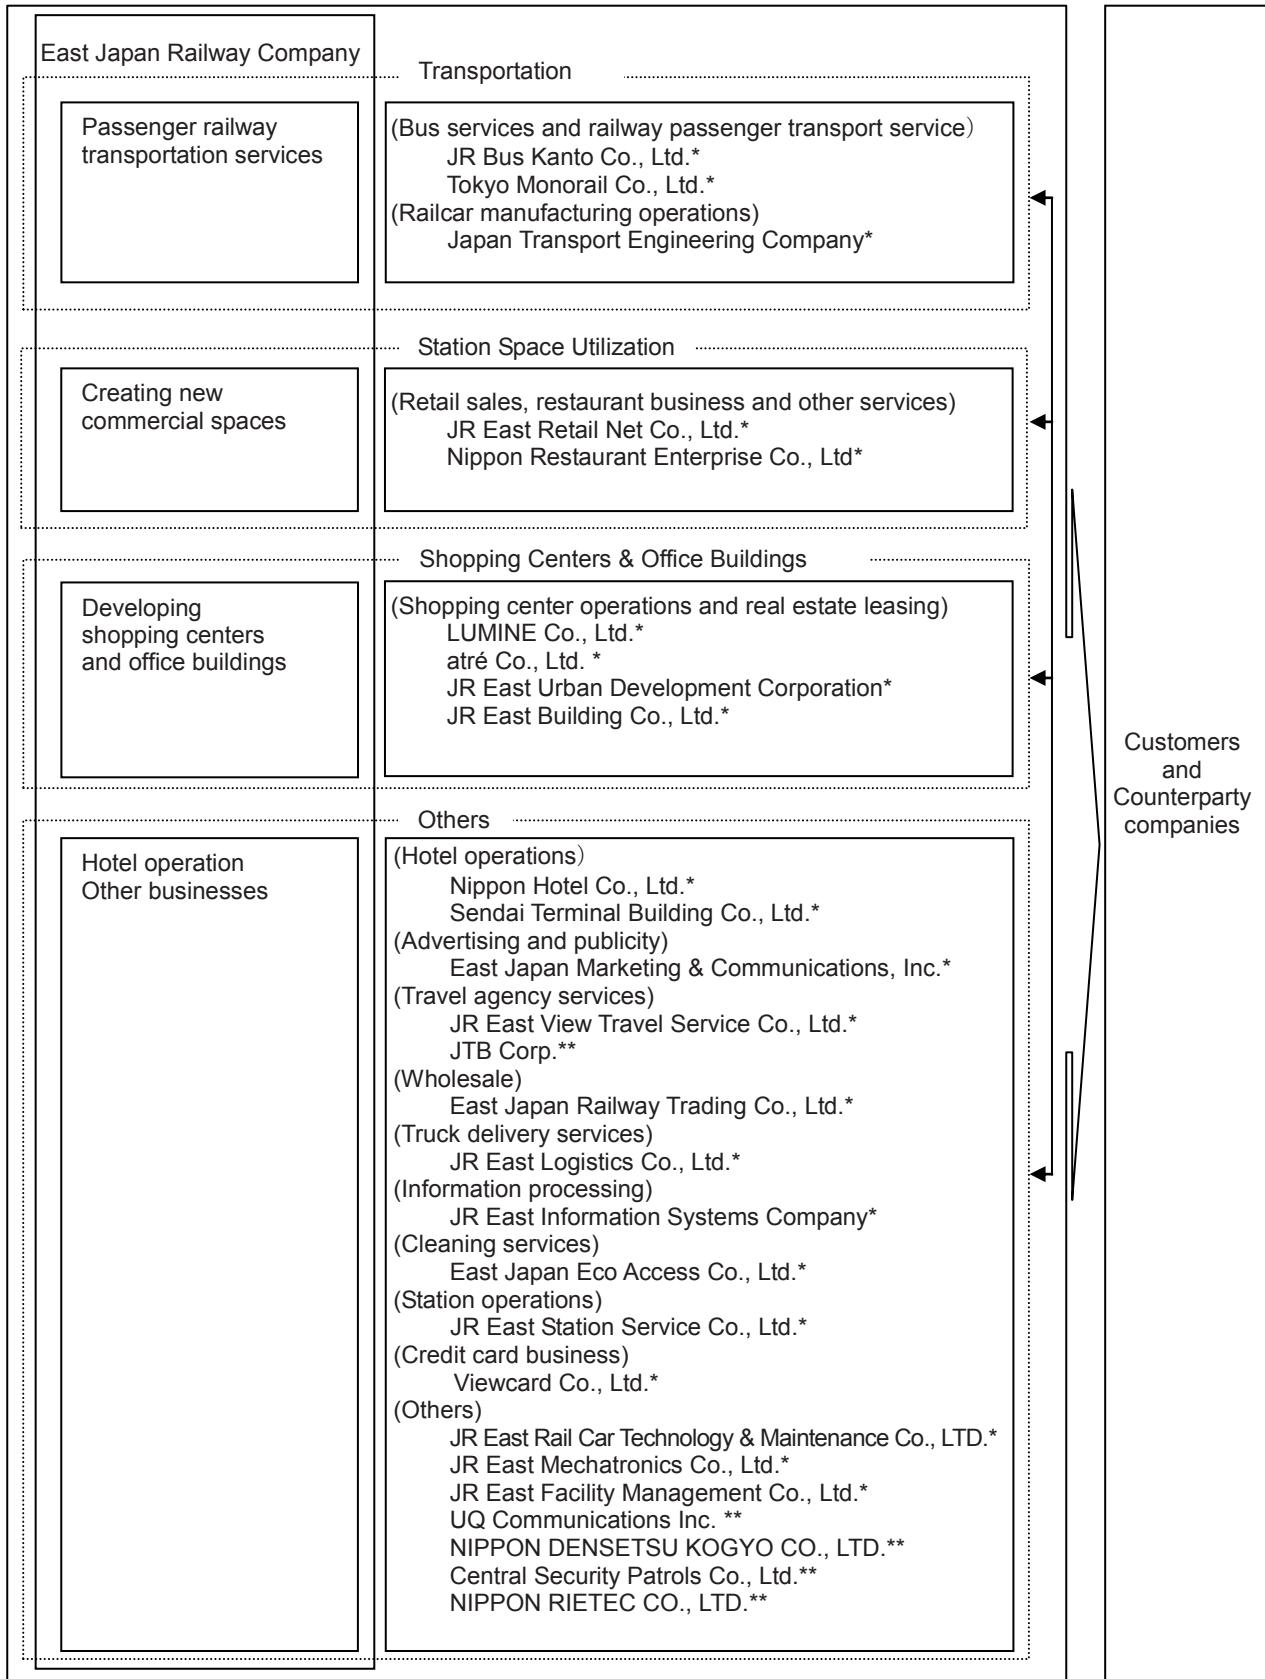 East Japan Railway Company
Transportation
Passenger railway
transportation services
(Bus services and railway passenger transport service）
JR Bus Kanto Co., Ltd.*
Tokyo Monorail Co., Ltd.*
(Railcar manufacturing operations)
Japan Transport Engineering Company*
Station Space Utilization
Creating new
commercial spaces
(Retail sales, restaurant business and other services)
JR East Retail Net Co., Ltd.*
Nippon Restaurant Enterprise Co., Ltd*
Shopping Centers & Office Buildings
Developing
shopping centers
and office buildings
(Shopping center operations and real estate leasing)
LUMINE Co., Ltd.*
atré Co., Ltd. *
JR East Urban Development Corporation*
JR East Building Co., Ltd.*
Others
Hotel operation
Other businesses
(Hotel operations）
Nippon Hotel Co., Ltd.*
Sendai Terminal Building Co., Ltd.*
(Advertising and publicity)
East Japan Marketing & Communications, Inc.*
(Travel agency services)
JR East View Travel Service Co., Ltd.*
JTB Corp.**
(Wholesale)
East Japan Railway Trading Co., Ltd.*
(Truck delivery services)
JR East Logistics Co., Ltd.*
(Information processing)
JR East Information Systems Company*
(Cleaning services)
East Japan Eco Access Co., Ltd.*
(Station operations)
JR East Station Service Co., Ltd.*
(Credit card business)
Viewcard Co., Ltd.*
(Others)
JR East Rail Car Technology & Maintenance Co., LTD.*
JR East Mechatronics Co., Ltd.*
JR East Facility Management Co., Ltd.*
UQ Communications Inc. **
NIPPON DENSETSU KOGYO CO., LTD.**
Central Security Patrols Co., Ltd.**
NIPPON RIETEC CO., LTD.**
Customers
and
Counterparty
companies